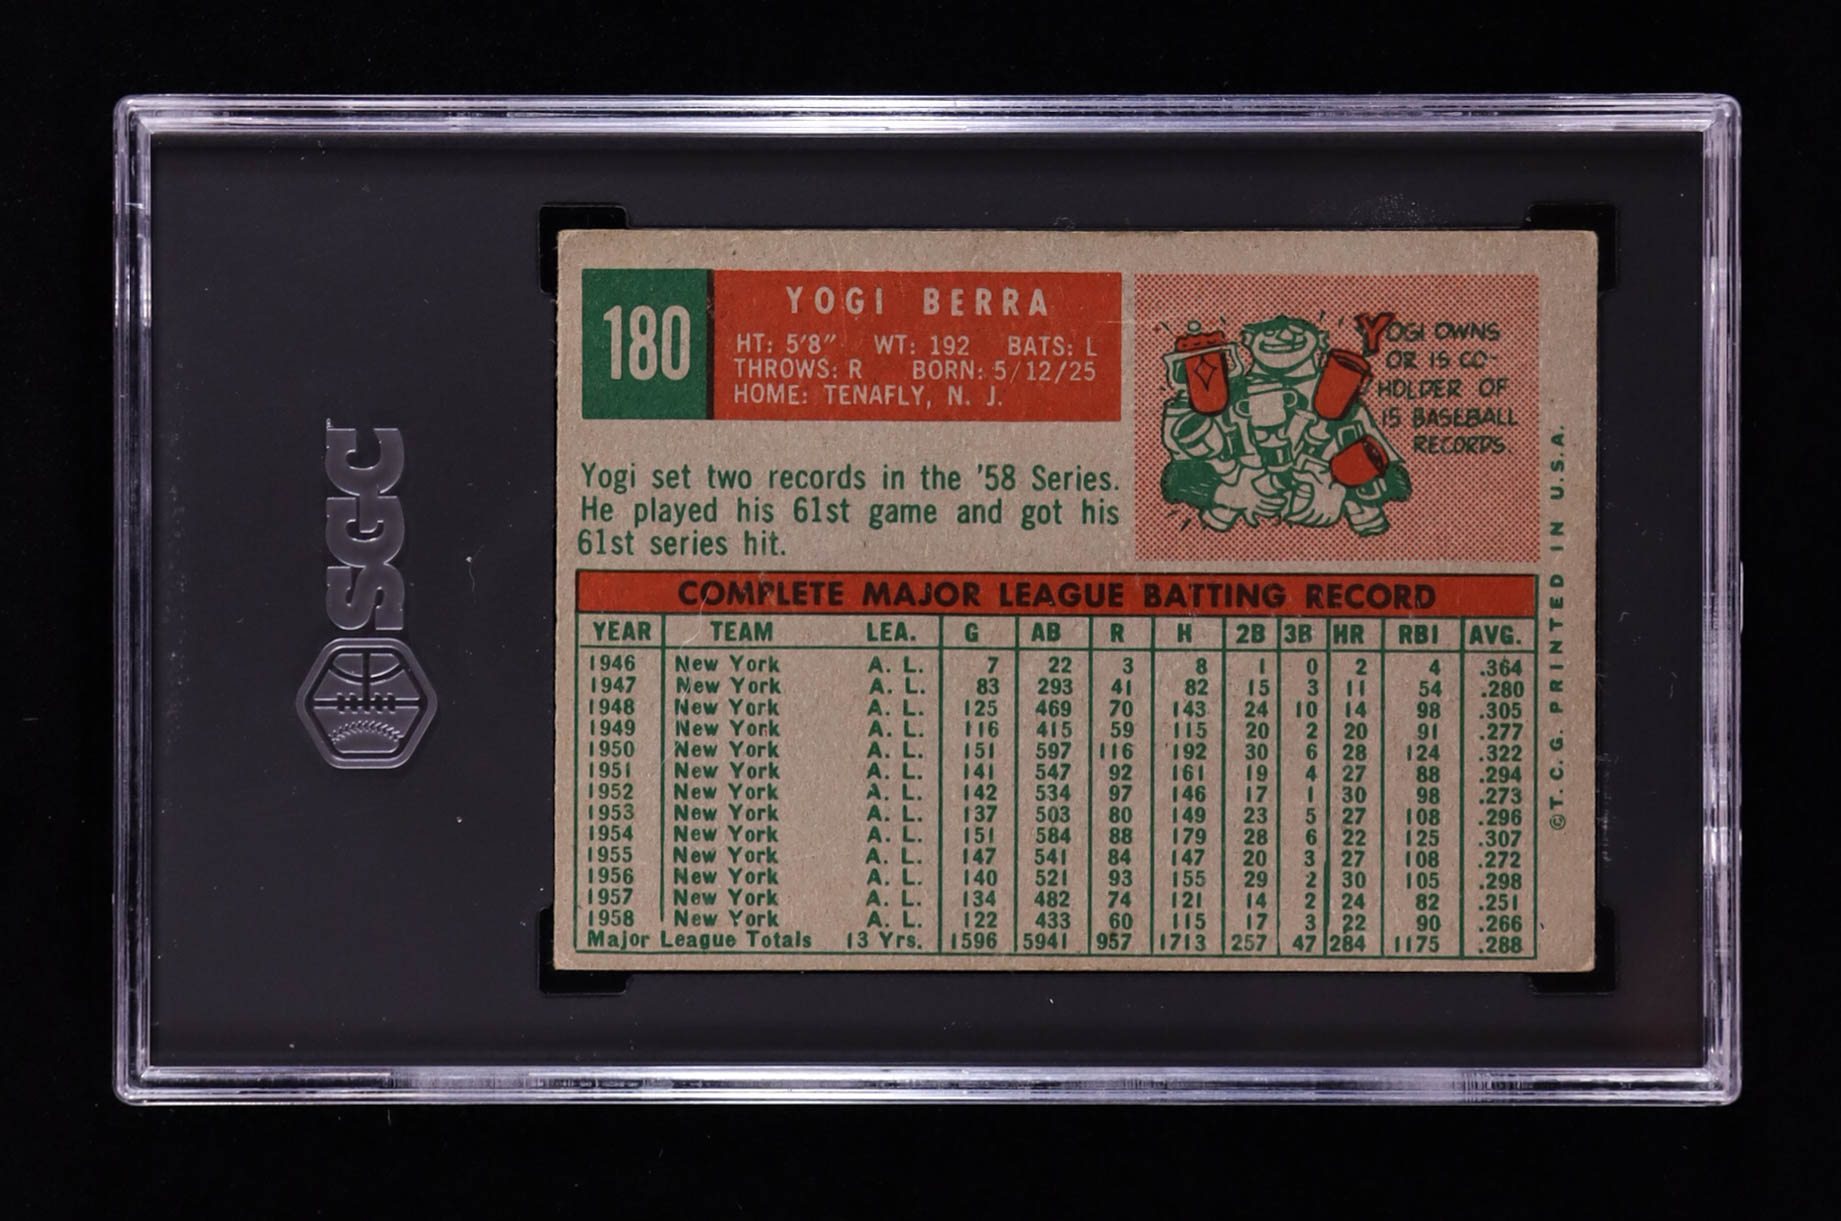 SGC
180
YOGI BERRA
HT: 5'8" WT: 192 BATS: L
THROWS: R BORN: 5/12/25
HOME: TENAFLY, N. J.
YOGI OWNS
OR IS CO-
HOLDER OF
15 BASEBALL
RECORDS.
Yogi set two records in the '58 Series.
He played his 61st game and got his
61st series hit.
COMPLETE MAJOR LEAGUE BATTING RECORD
YEAR TEAM LEA. G AB R H 2B 3B HR RBI AVG.
1946 New York A. L. 7 22 3 8 1 0 2 4 .364
1947 New York A. L. 83 293 41 82 15 3 11 54 .280
1948 New York A. L. 125 469 70 143 24 10 14 98 .305
1949 New York A. L. 116 415 59 115 20 2 20 91 .277
1950 New York A. L. 151 597 116 192 30 6 28 124 .322
1951 New York A. L. 141 547 92 161 19 4 27 88 .294
1952 New York A. L. 142 534 97 146 17 1 30 98 .273
1953 New York A. L. 137 503 80 149 23 5 27 108 .296
1954 New York A. L. 151 584 88 179 28 6 22 125 .307
1955 New York A. L. 147 541 84 147 20 3 27 108 .272
1956 New York A. L. 140 521 93 155 29 2 30 105 .298
1957 New York A. L. 134 482 74 121 14 2 24 82 .251
1958 New York A. L. 122 433 60 115 17 3 22 90 .266
Major League Totals 13 Yrs. 1596 5941 957 1713 257 47 284 1175 .288
©T. C. G. PRINTED IN U.S.A.